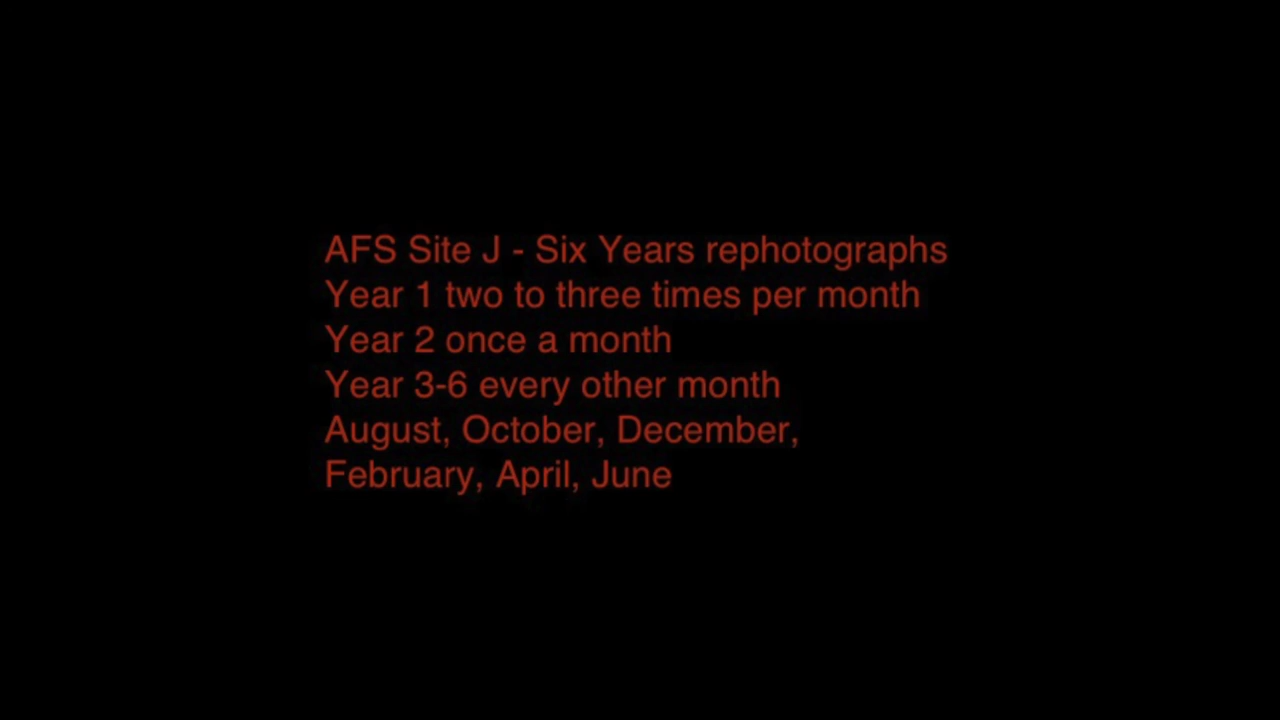 AFS Site J - Six Years rephotographs
Year 1 two to three times per month
Year 2 once a month
Year 3-6 every other month
August, October, December,
February, April, June